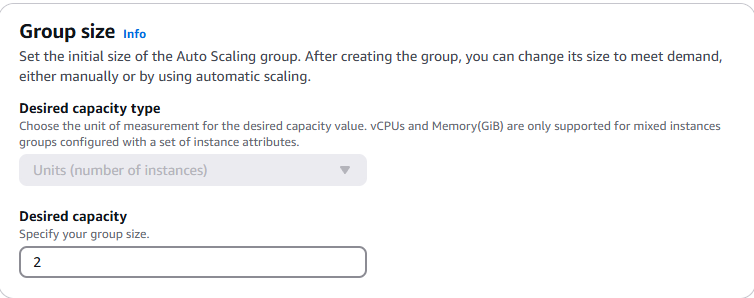 Group size Info
Set the initial size of the Auto Scaling group. After creating the group, you can change its size to meet demand,
either manually or by using automatic scaling.
Desired capacity type
Choose the unit of measurement for the desired capacity value. vCPUs and Memory(GiB) are only supported for mixed instances
groups configured with a set of instance attributes.
Units (number of instances)
Desired capacity
Specify your group size.
2